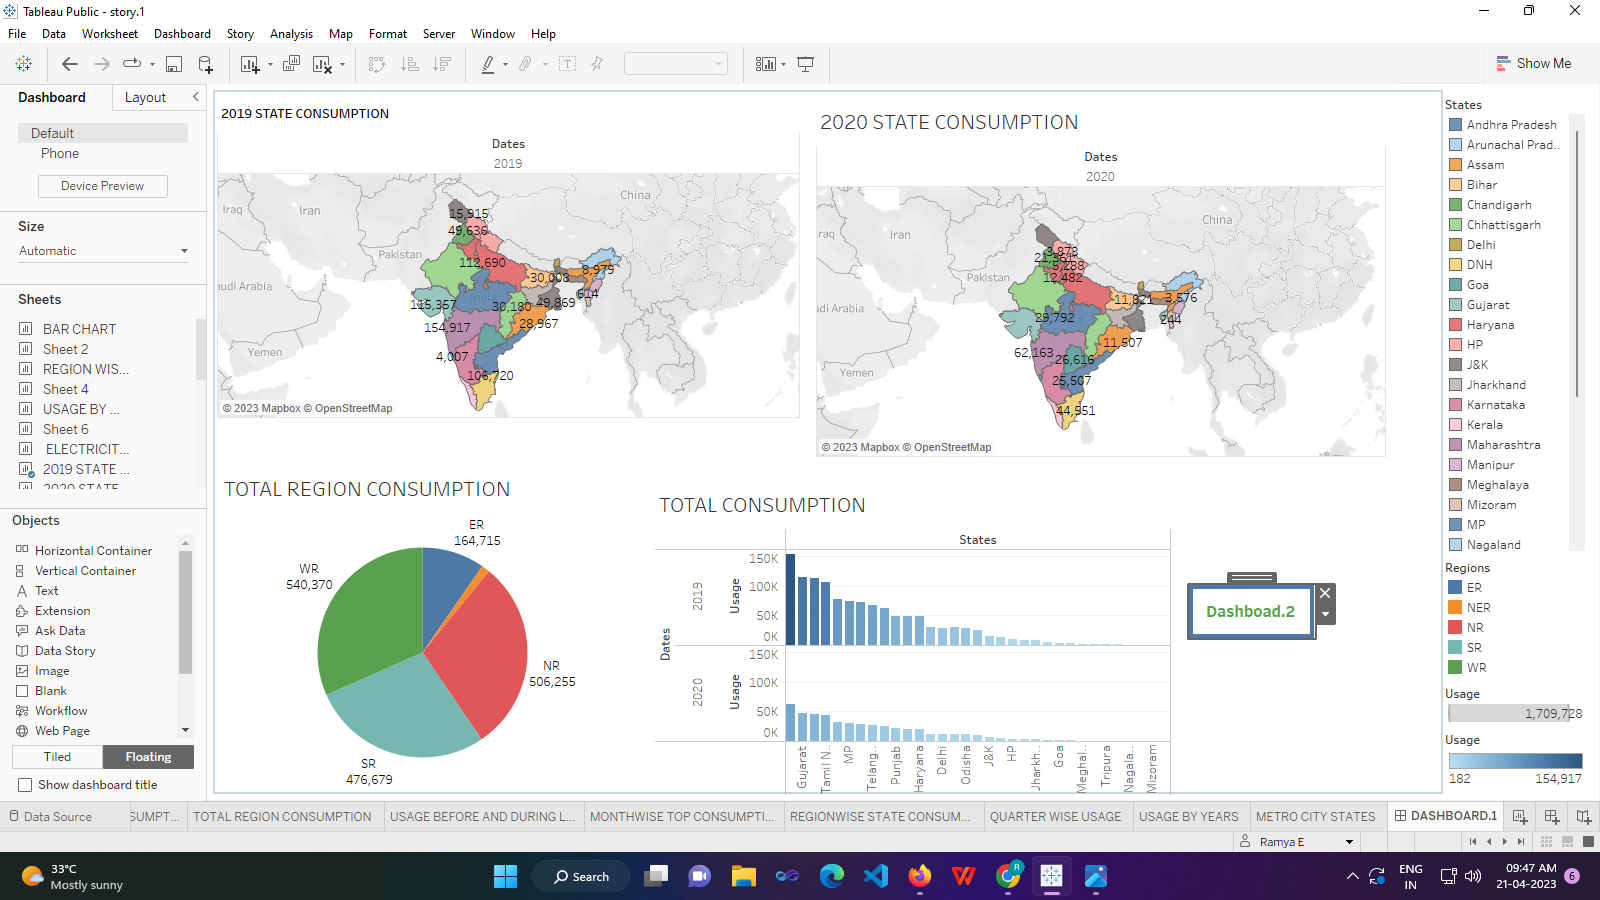 Tableau Public - story.1
File Data Worksheet Dashboard Story Analysis Map Format Server Window Help
Show Me
Dashboard Layout
Default
Phone
Device Preview
Size
Automatic
Sheets
BAR CHART
Sheet 2
REGION WIS...
Sheet 4
USAGE BY ...
Sheet 6
ELECTRICIT...
2019 STATE ...
2020 STATE
Objects
Horizontal Container
Vertical Container
Text
Extension
Ask Data
Data Story
Image
Blank
Workflow
Web Page
Tiled Floating
Show dashboard title
2019 STATE CONSUMPTION
Dates
2019
China
Iraq
Iran
Pakistan
audi Arabia
Yemen
India
15,915
49,636
112,690
30,008
8,979
115,357
30,180
49,869
614
154,917
28,967
4,007
106,720
© 2023 Mapbox © OpenStreetMap
2020 STATE CONSUMPTION
Dates
2020
China
raq
Iran
Pakistan
di Arabia
Yemen
3,873
5,288
12,482
11,821
3,576
29,792
244
62,163
11,507
26,616
25,507
44,551
© 2023 Mapbox © OpenStreetMap
TOTAL REGION CONSUMPTION
ER
164,715
WR
540,370
NR
506,255
SR
476,679
TOTAL CONSUMPTION
States
Dates
2019
Usage
150K
100K
50K
0K
2020
Usage
150K
100K
50K
0K
Gujarat
Tamil N..
MP
Telang..
Punjab
Haryana
Delhi
Odisha
J&K
HP
Jharkh..
Goa
Meghal..
Tripura
Nagala..
Mizoram
Dashboad.2
States
Andhra Pradesh
Arunachal Prad..
Assam
Bihar
Chandigarh
Chhattisgarh
Delhi
DNH
Goa
Gujarat
Haryana
HP
J&K
Jharkhand
Karnataka
Kerala
Maharashtra
Manipur
Meghalaya
Mizoram
MP
Nagaland
Regions
ER
NER
NR
SR
WR
Usage
1,709,728
Usage
182 154,917
Data Source SUMPT... TOTAL REGION CONSUMPTION USAGE BEFORE AND DURING L... MONTHWISE TOP CONSUMPTI... REGIONWISE STATE CONSUM... QUARTER WISE USAGE USAGE BY YEARS METRO CITY STATES DASHBOARD.1
Ramya E
33°C
Mostly sunny
Search
R
ENG
IN
09:47 AM
21-04-2023
6